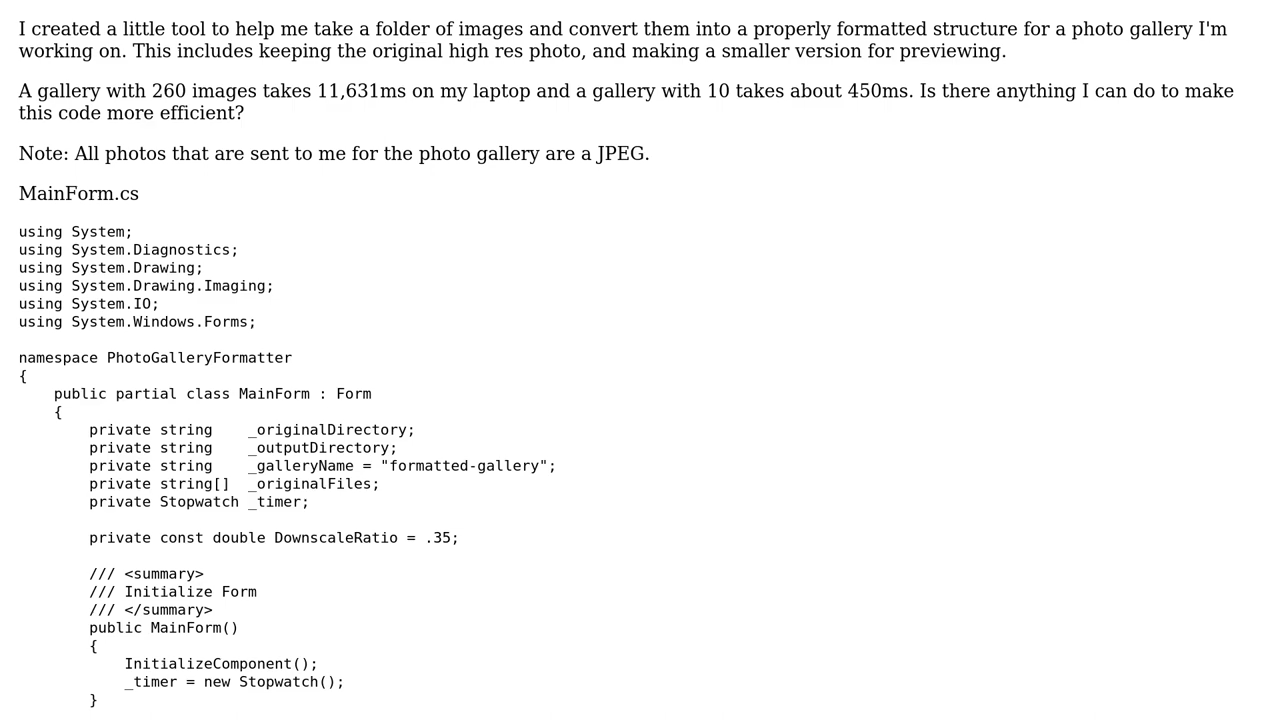 I created a little tool to help me take a folder of images and convert them into a properly formatted structure for a photo gallery I'm
working on. This includes keeping the original high res photo, and making a smaller version for previewing.
A gallery with 260 images takes 11,631ms on my laptop and a gallery with 10 takes about 450ms. Is there anything I can do to make
this code more efficient?
Note: All photos that are sent to me for the photo gallery are a JPEG.
MainForm.cs
using System;
using System.Diagnostics;
using System.Drawing;
using System.Drawing.Imaging;
using System.IO;
using System.Windows.Forms;
namespace PhotoGalleryFormatter
{
    public partial class MainForm : Form
    {
        private string    _originalDirectory;
        private string    _outputDirectory;
        private string    _galleryName = "formatted-gallery";
        private string[]  _originalFiles;
        private Stopwatch _timer;
        private const double DownscaleRatio = .35;
        /// <summary>
        /// Initialize Form
        /// </summary>
        public MainForm()
        {
            InitializeComponent();
            _timer = new Stopwatch();
        }